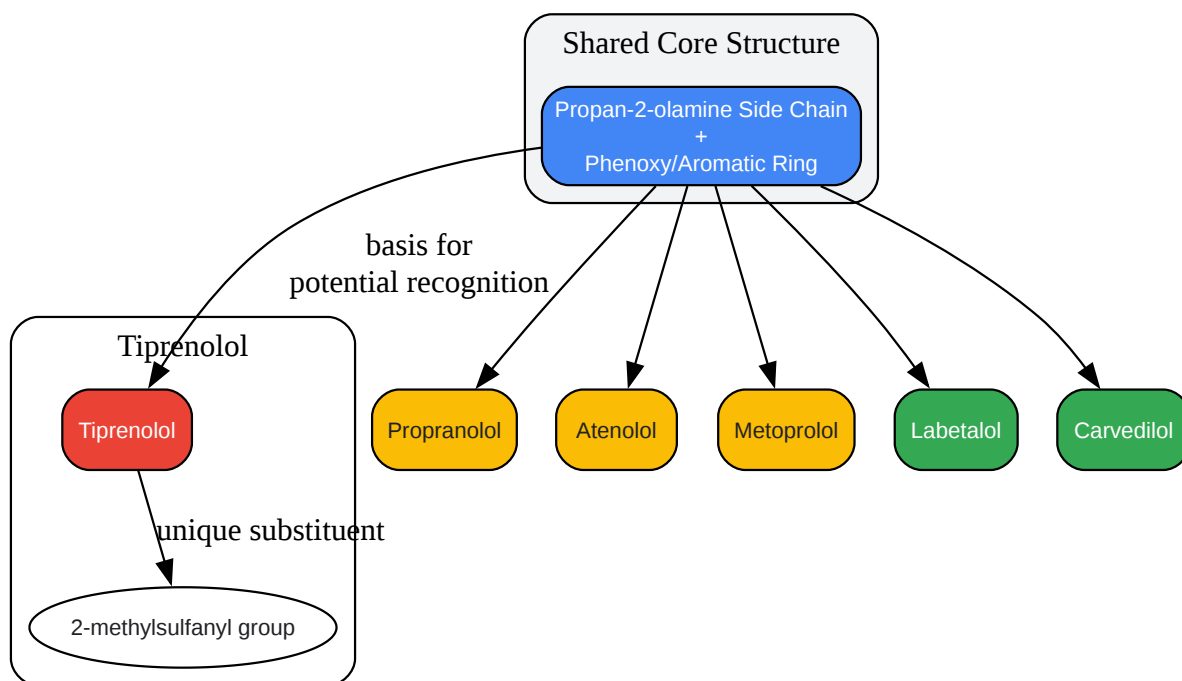 Shared Core Structure
Propan-2-olamine Side Chain
+
Phenoxy/Aromatic Ring
basis for
potential recognition
Tiprenolol
Tiprenolol
Propranolol
Atenolol
Metoprolol
Labetalol
Carvedilol
unique substituent
2-methylsulfanyl group